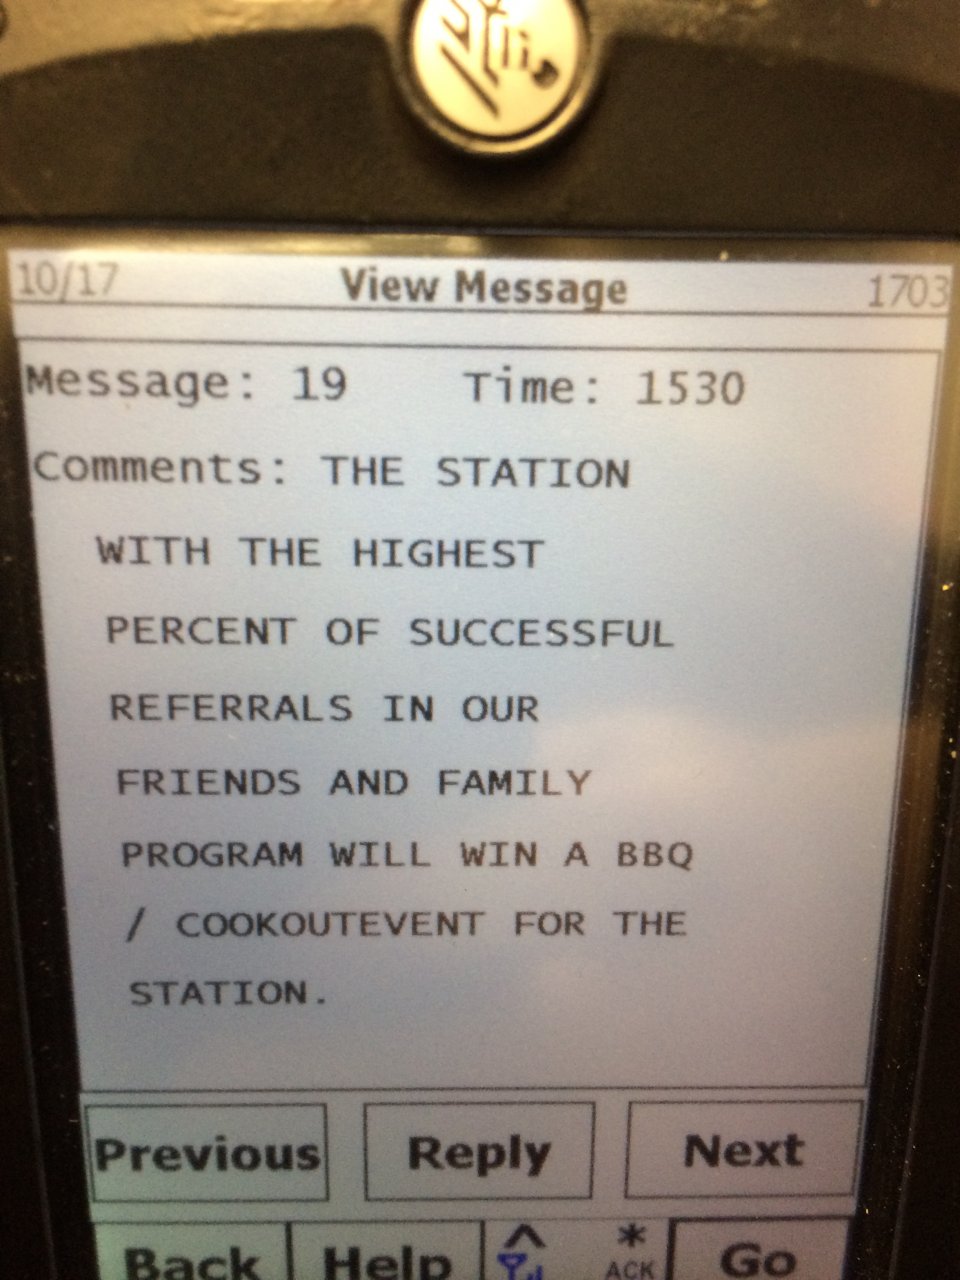 10/17 View Message 1703
Message: 19 Time: 1530
Comments: THE STATION
WITH THE HIGHEST
PERCENT OF SUCCESSFUL
REFERRALS IN OUR
FRIENDS AND FAMILY
PROGRAM WILL WIN A BBQ
/ COOKOUTEVENT FOR THE
STATION.
Previous Reply Next
Back Help ^ * ACK Go